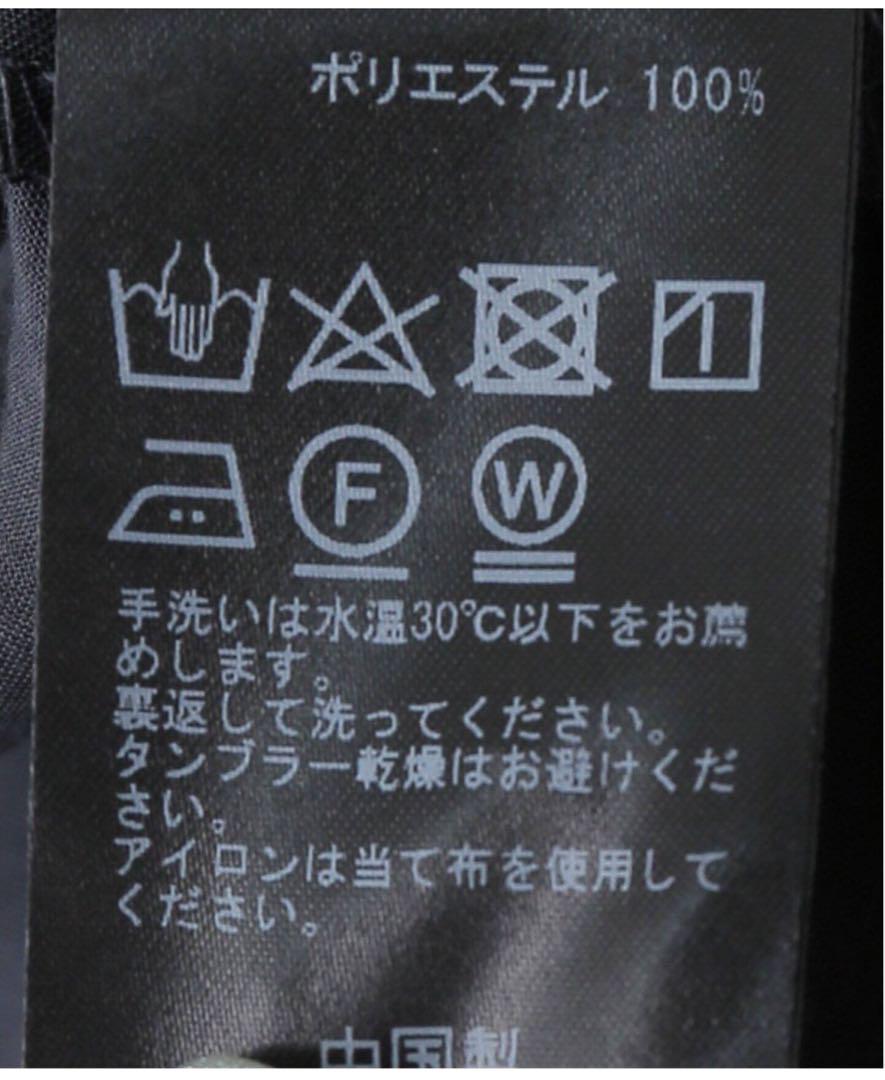 ポリエステル 100%
F
W
手洗いは水温30℃以下をお薦
めします。
裏返して洗ってください。
タンブラー乾燥はお避けくだ
さい。
アイロンは当て布を使用して
ください。
中国製